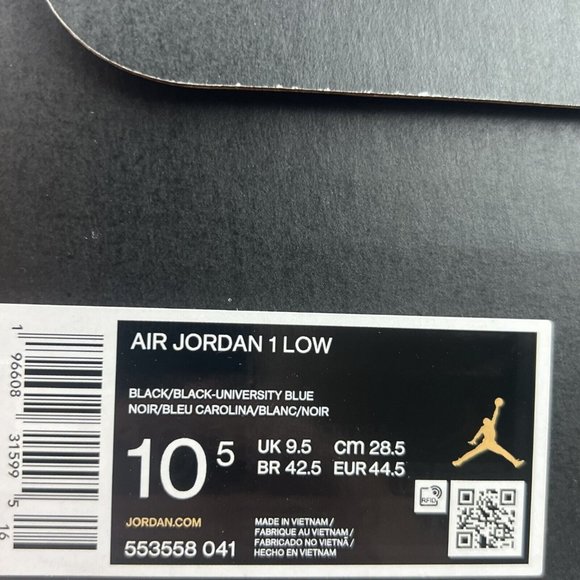 AIR JORDAN 1 LOW
BLACK/BLACK-UNIVERSITY BLUE
NOIR/BLEU CAROLINA/BLANC/NOIR
10 5
UK 9.5 CM 28.5
BR 42.5 EUR 44.5
RFID
JORDAN.COM
553558 041
MADE IN VIETNAM /
FABRIQUE AU VIETNAM /
FABRICADO NO VIETNÃ /
HECHO EN VIETNAM
1 96608 31599 5 16